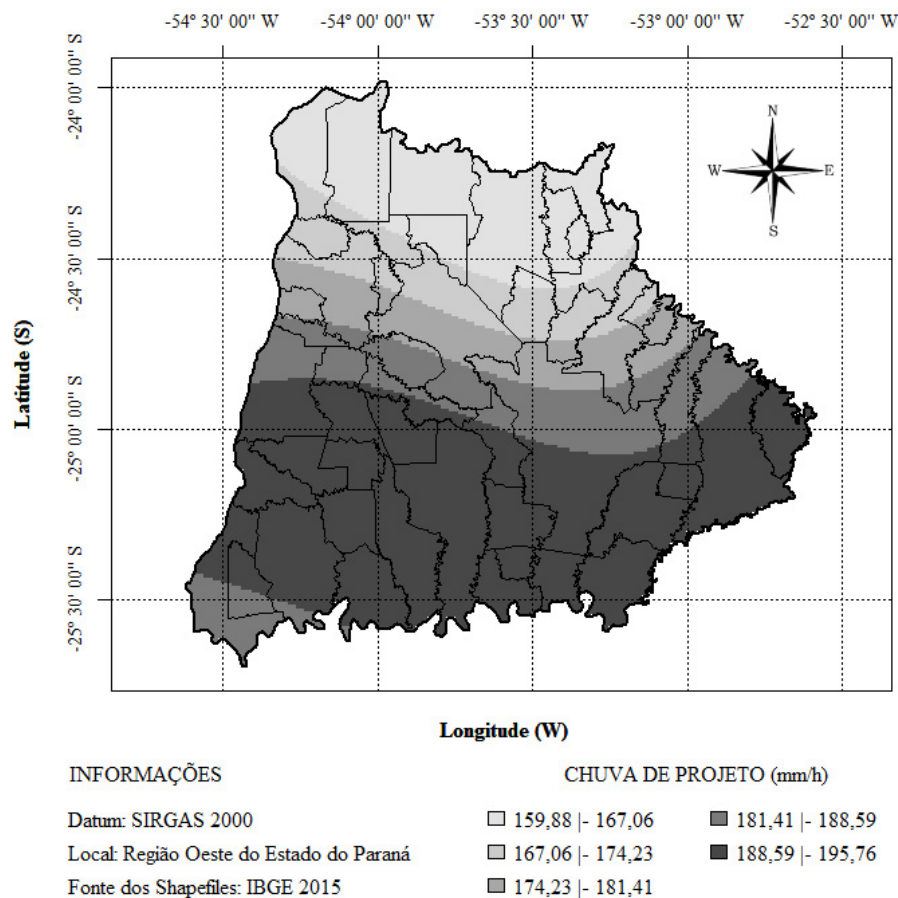 -54° 30' 00'' W -54° 00' 00'' W -53° 30' 00'' W -53° 00' 00'' W -52° 30' 00'' W
-24° 00' 00'' S
-24° 30' 00'' S
-25° 00' 00'' S
-25° 30' 00'' S
N
W E
S
Latitude (S)
Longitude (W)
INFORMAÇÕES
Datum: SIRGAS 2000
Local: Região Oeste do Estado do Paraná
Fonte dos Shapefiles: IBGE 2015
CHUVA DE PROJETO (mm/h)
159,88 |- 167,06
167,06 |- 174,23
174,23 |- 181,41
181,41 |- 188,59
188,59 |- 195,76